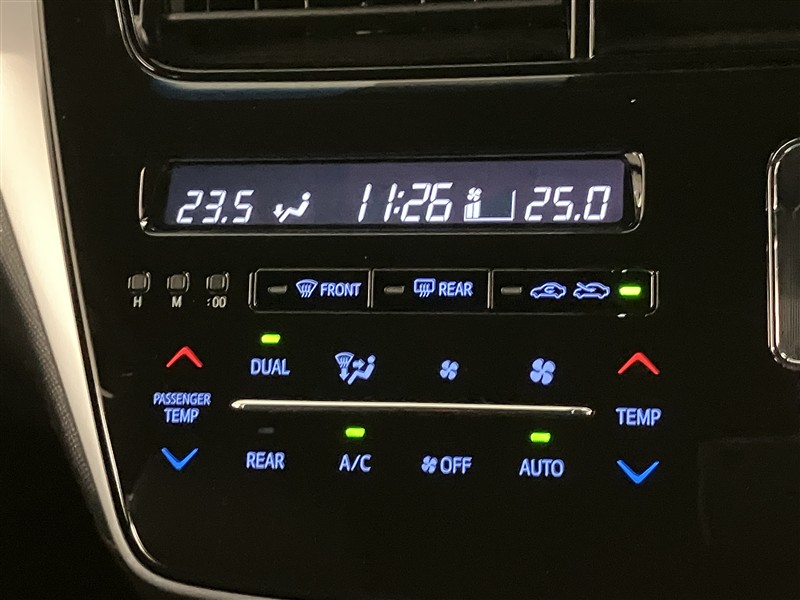 23.5 11:26 25.0
H M :00 FRONT REAR
DUAL
PASSENGER
TEMP
TEMP
REAR A/C OFF AUTO